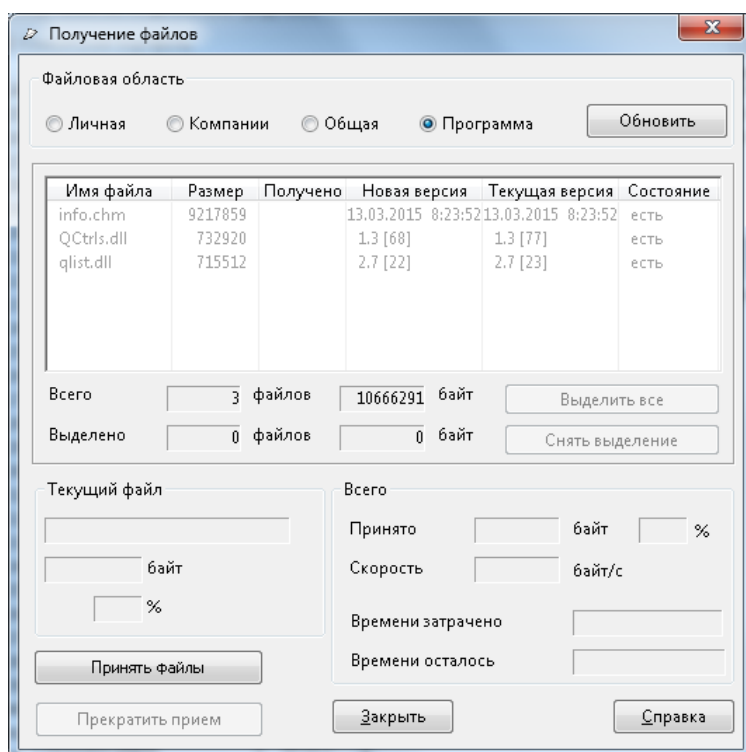 Получение файлов
Файловая область
Личная Компании Общая Программа Обновить
Имя файла Размер Получено Новая версия Текущая версия Состояние
info.chm 9217859 13.03.2015 8:23:52 13.03.2015 8:23:52 есть
QCtrls.dll 732920 1.3 [68] 1.3 [77] есть
qlist.dll 715512 2.7 [22] 2.7 [23] есть
Всего 3 файлов 10666291 байт Выделить все
Выделено 0 файлов 0 байт Снять выделение
Текущий файл
байт
%
Всего
Принято байт %
Скорость байт/с
Времени затрачено
Времени осталось
Принять файлы
Прекратить прием Закрыть Справка